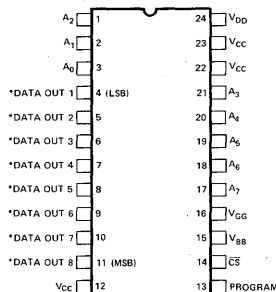 A2 1 24 VDD
A1 2 23 VCC
A0 3 22 VCC
*DATA OUT 1 4 (LSB) 21 A3
*DATA OUT 2 5 20 A4
*DATA OUT 3 6 19 A5
*DATA OUT 4 7 18 A6
*DATA OUT 5 8 17 A7
*DATA OUT 6 9 16 VGG
*DATA OUT 7 10 15 VBB
*DATA OUT 8 11 (MSB) 14 C̅S̅
VCC 12 13 PROGRAM